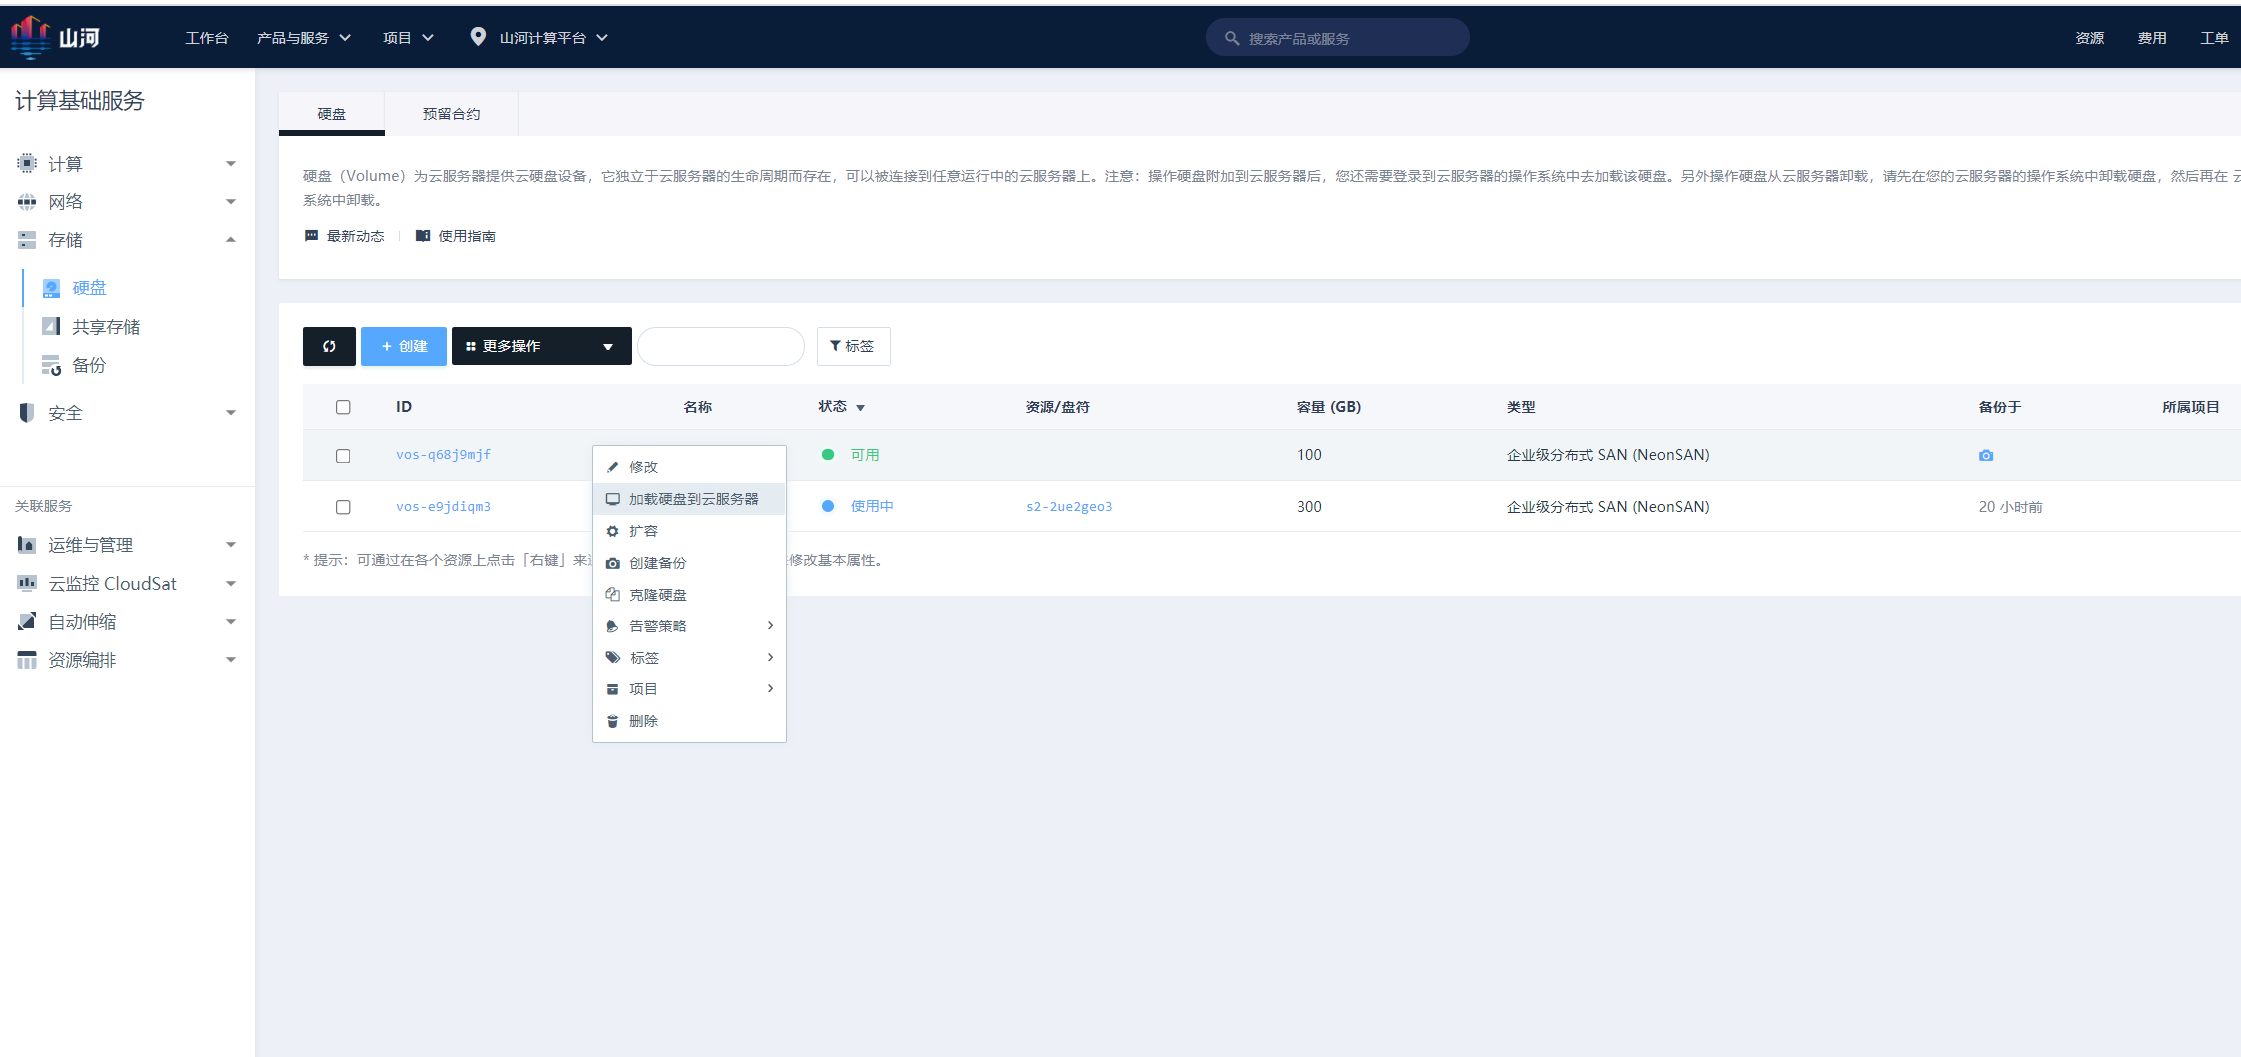 山河
工作台
产品与服务
项目
山河计算平台
搜索产品或服务
资源
费用
工单
计算基础服务
计算
网络
存储
硬盘
共享存储
备份
安全
关联服务
运维与管理
云监控 CloudSat
自动伸缩
资源编排
硬盘
预留合约
硬盘（Volume）为云服务器提供云硬盘设备，它独立于云服务器的生命周期而存在，可以被连接到任意运行中的云服务器上。注意：操作硬盘附加到云服务器后，您还需要登录到云服务器的操作系统中去加载该硬盘。另外操作硬盘从云服务器卸载，请先在您的云服务器的操作系统中卸载硬盘，然后再在 云
系统中卸载。
最新动态
使用指南
+ 创建
更多操作
标签
ID 名称 状态 资源/盘符 容量 (GB) 类型 备份于 所属项目
vos-q68j9mjf 可用 100 企业级分布式 SAN (NeonSAN)
vos-e9jdiqm3 使用中 s2-2ue2geo3 300 企业级分布式 SAN (NeonSAN) 20 小时前
* 提示：可通过在各个资源上点击「右键」来 修改基本属性。
修改
加载硬盘到云服务器
扩容
创建备份
克隆硬盘
告警策略
标签
项目
删除